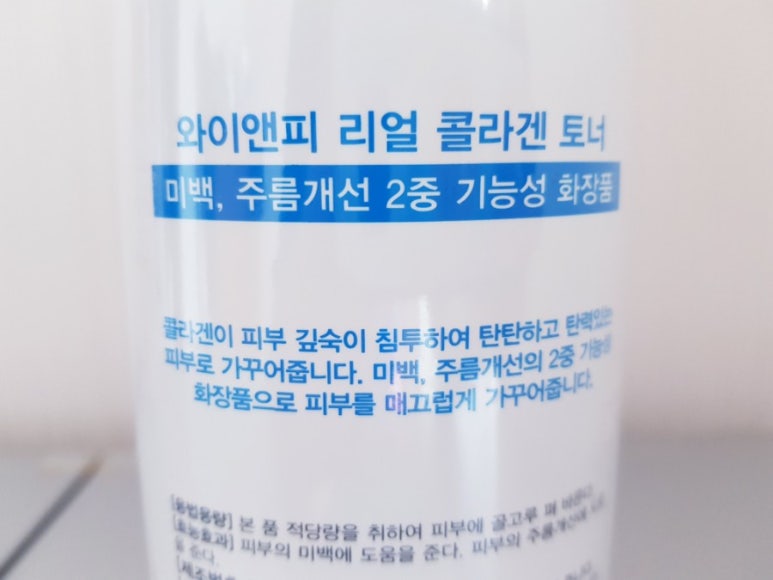 와이앤피 리얼 콜라겐 토너
미백, 주름개선 2중 기능성 화장품
콜라겐이 피부 깊숙이 침투하여 탄탄하고 탄력있는
피부로 가꾸어줍니다. 미백, 주름개선의 2중 기능성
화장품으로 피부를 매끄럽게 가꾸어줍니다.
[용법용량] 본 품 적당량을 취하여 피부에 골고루 펴 바른다.
[효능효과] 피부의 미백에 도움을 준다. 피부의 주름개선에
을 준다.